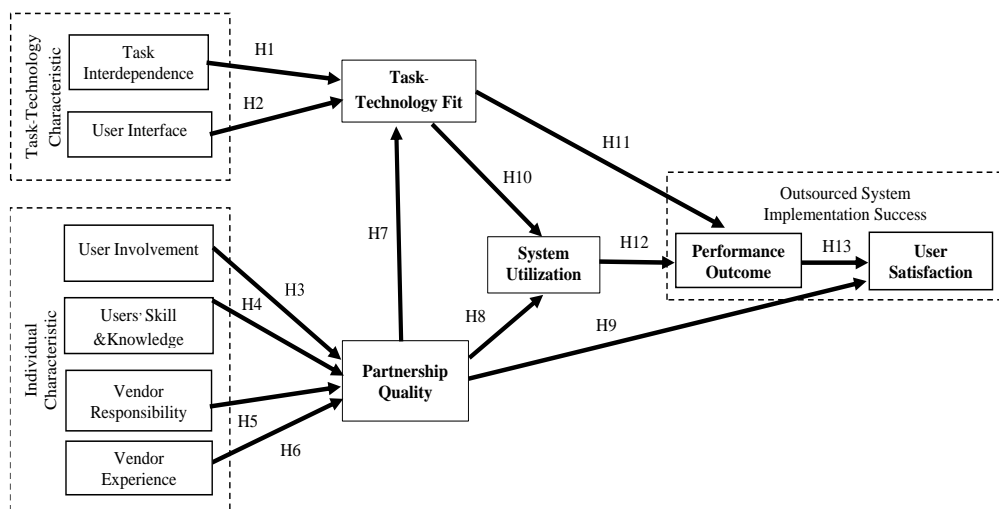 Task-Technology
Characteristic
Task
Interdependence
User Interface
H1
H2
Task-
Technology Fit
H11
H10
H7
Outsourced System
Implementation Success
Individual
Characteristic
User Involvement
Users' Skill
&Knowledge
Vendor
Responsibility
Vendor
Experience
H3
H4
H5
H6
Partnership
Quality
H8
H9
System
Utilization
H12
Performance
Outcome
H13
User
Satisfaction